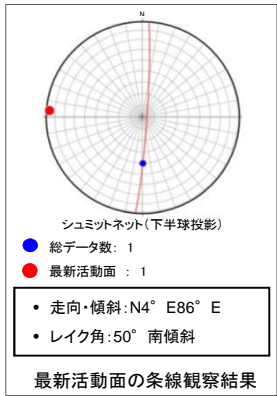 N
シュミットネット(下半球投影)
総データ数: 1
最新活動面 : 1
• 走向・傾斜:N4° E86° E
• レイク角:50° 南傾斜
最新活動面の条線観察結果